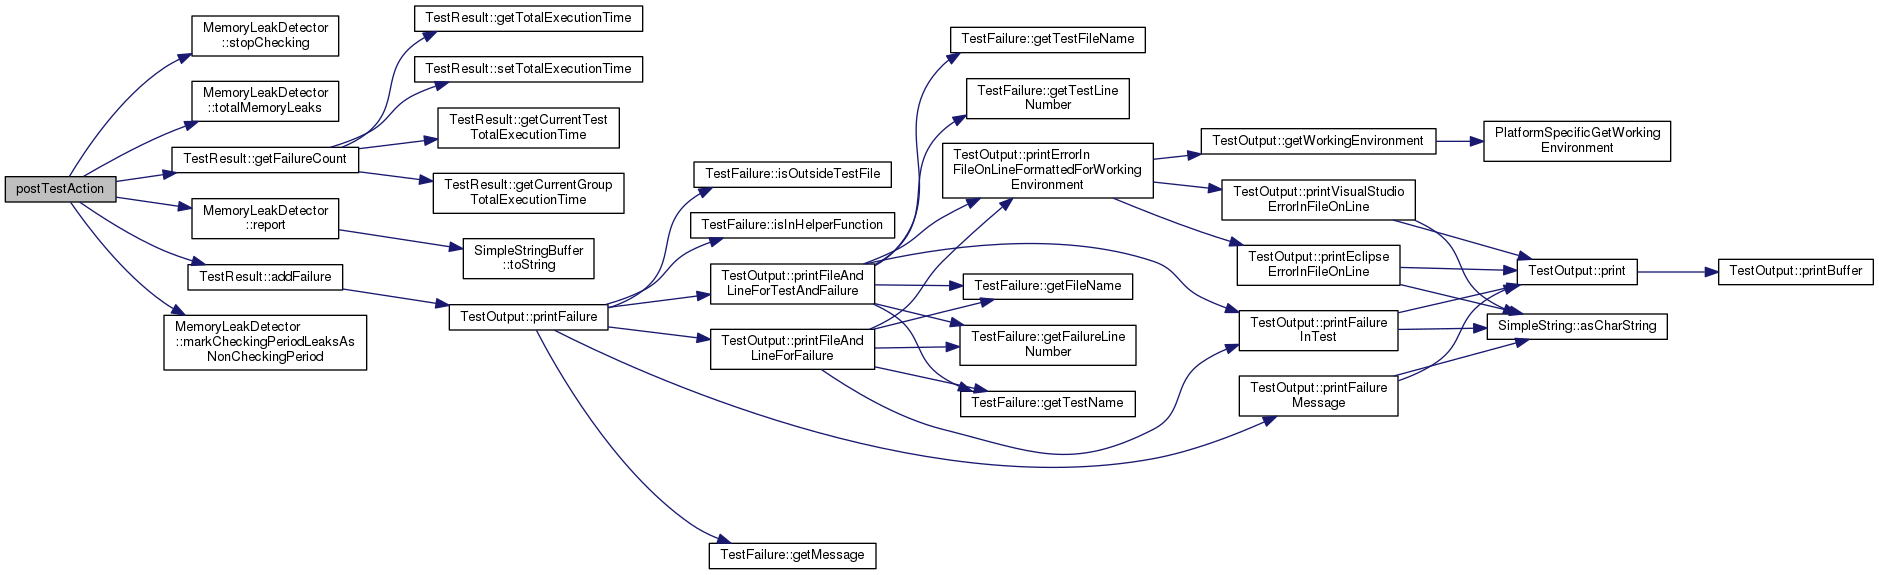 postTestAction
MemoryLeakDetector
::stopChecking
MemoryLeakDetector
::totalMemoryLeaks
TestResult::getFailureCount
MemoryLeakDetector
::report
TestResult::addFailure
MemoryLeakDetector
::markCheckingPeriodLeaksAs
NonCheckingPeriod
TestResult::getTotalExecutionTime
TestResult::setTotalExecutionTime
TestResult::getCurrentTest
TotalExecutionTime
TestResult::getCurrentGroup
TotalExecutionTime
SimpleStringBuffer
::toString
TestOutput::printFailure
TestFailure::isOutsideTestFile
TestFailure::isInHelperFunction
TestOutput::printFileAnd
LineForTestAndFailure
TestOutput::printFileAnd
LineForFailure
TestFailure::getMessage
TestFailure::getTestFileName
TestFailure::getTestLine
Number
TestOutput::printErrorIn
FileOnLineFormattedForWorking
Environment
TestFailure::getFileName
TestFailure::getFailureLine
Number
TestFailure::getTestName
TestOutput::getWorkingEnvironment
TestOutput::printVisualStudio
ErrorInFileOnLine
TestOutput::printEclipse
ErrorInFileOnLine
TestOutput::printFailure
InTest
TestOutput::printFailure
Message
PlatformSpecificGetWorking
Environment
TestOutput::print
SimpleString::asCharString
TestOutput::printBuffer